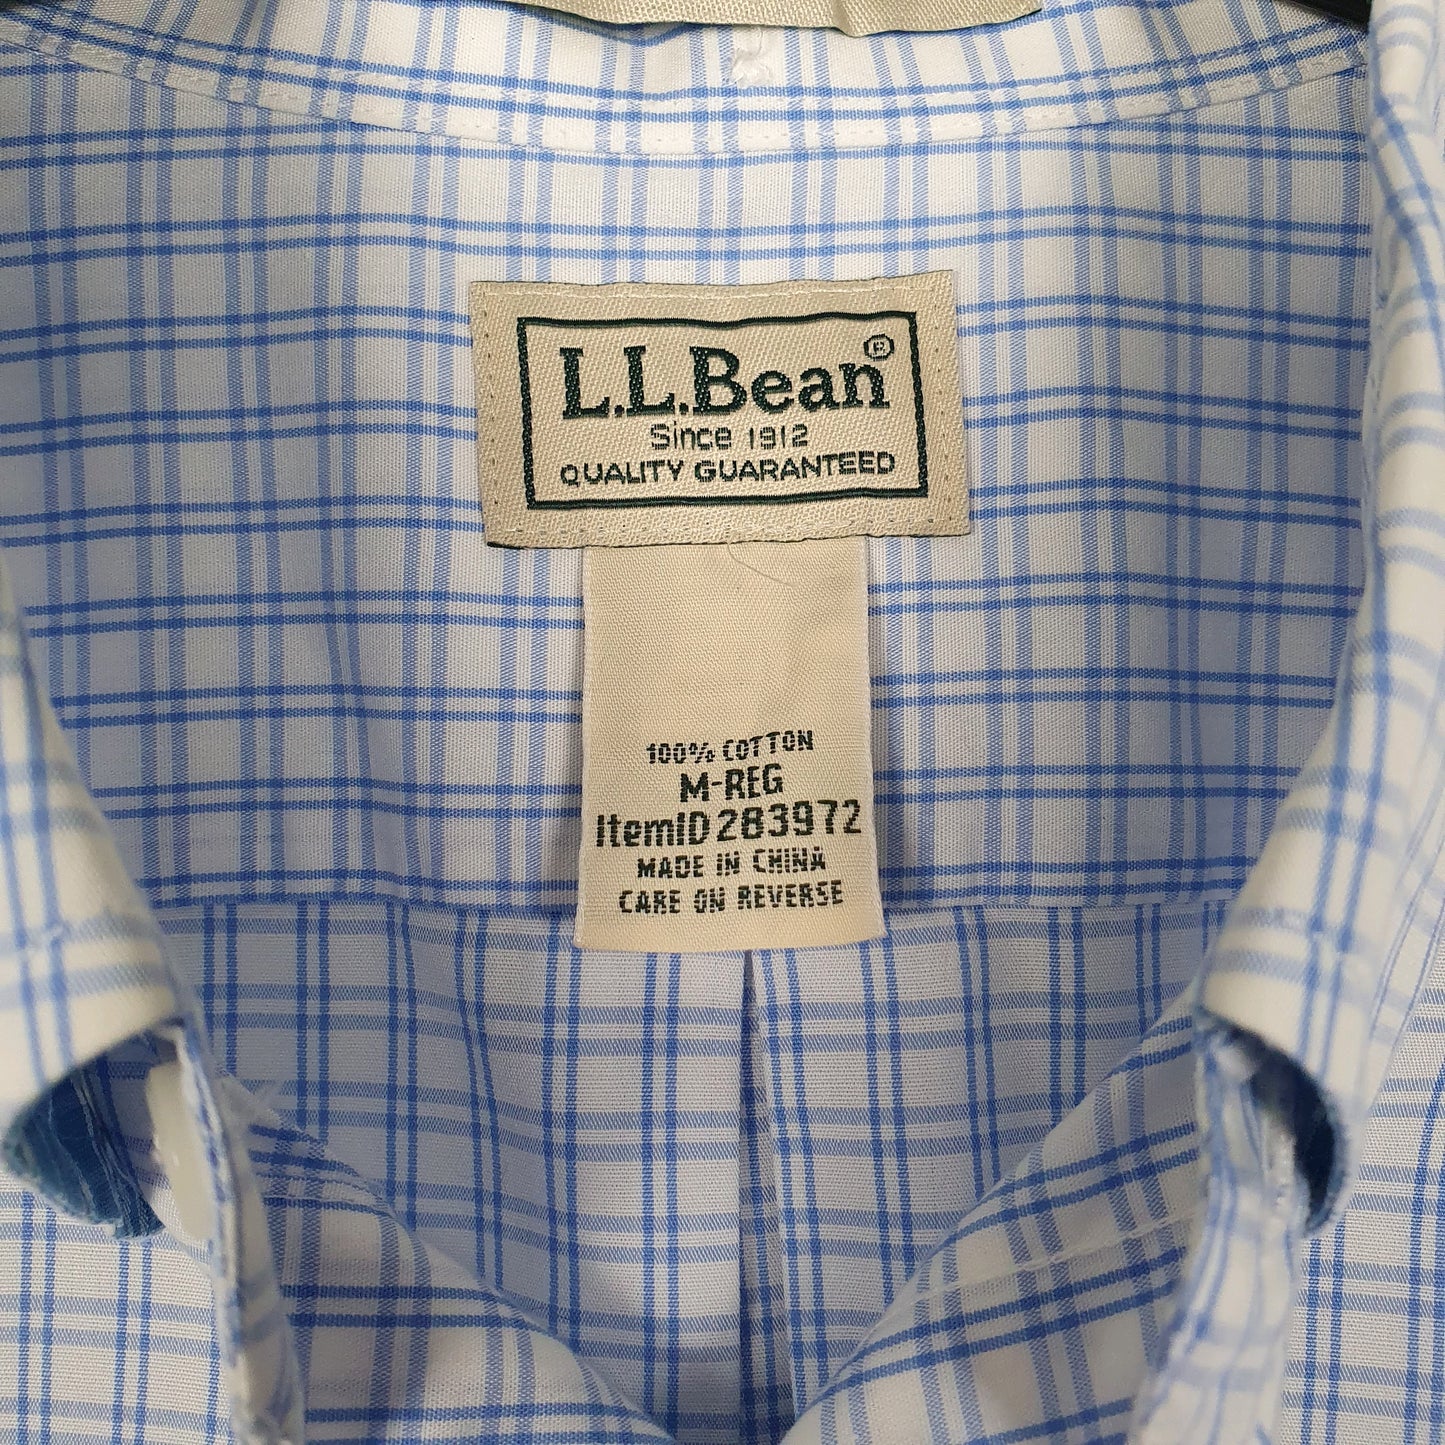 L.L.Bean®
Since 1912
QUALITY GUARANTEED
100% COTTON
M-REG
ItemID 283972
MADE IN CHINA
CARE ON REVERSE